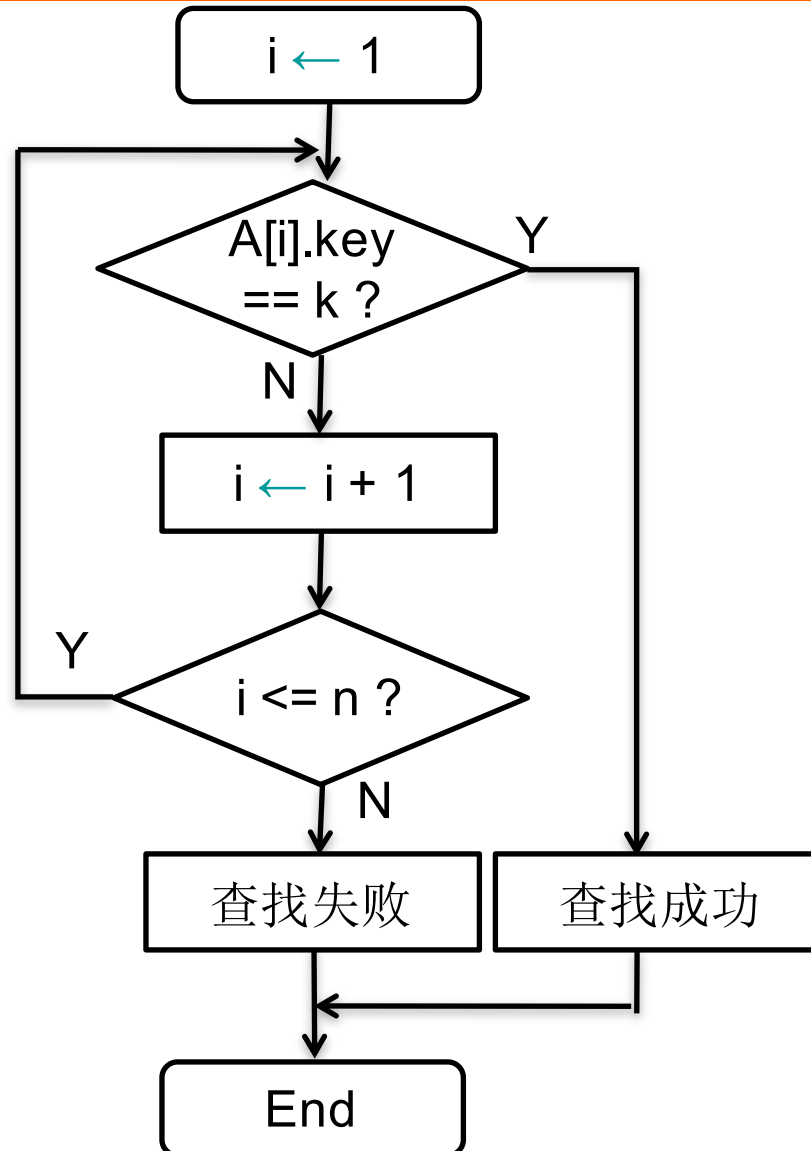 i ← 1
A[i].key
== k ?
Y
N
i ← i + 1
Y
i <= n ?
N
查找失败
查找成功
End